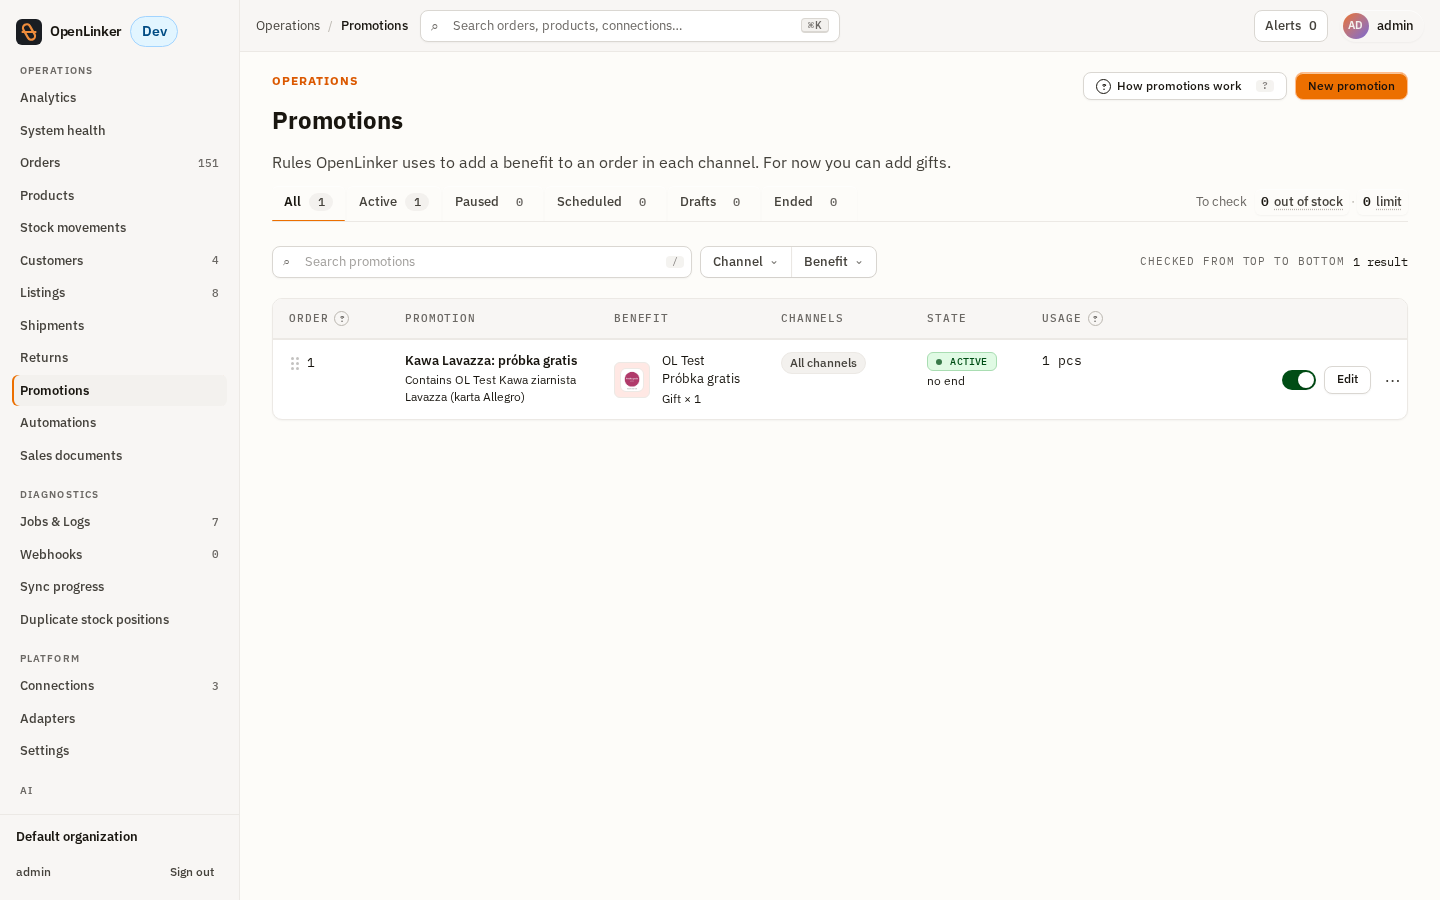 OpenLinker Dev
OPERATIONS
Analytics
System health
Orders 151
Products
Stock movements
Customers 4
Listings 8
Shipments
Returns
Promotions
Automations
Sales documents
DIAGNOSTICS
Jobs & Logs 7
Webhooks 0
Sync progress
Duplicate stock positions
PLATFORM
Connections 3
Adapters
Settings
AI
Default organization
admin Sign out
Operations / Promotions
Search orders, products, connections... ⌘K
Alerts 0
AD admin
OPERATIONS
? How promotions work ?
New promotion
Promotions
Rules OpenLinker uses to add a benefit to an order in each channel. For now you can add gifts.
All 1 Active 1 Paused 0 Scheduled 0 Drafts 0 Ended 0
To check 0 out of stock · 0 limit
Search promotions /
Channel Benefit
CHECKED FROM TOP TO BOTTOM 1 result
ORDER ? PROMOTION BENEFIT CHANNELS STATE USAGE ?
1
Kawa Lavazza: próbka gratis
Contains OL Test Kawa ziarnista
Lavazza (karta Allegro)
OL Test
Próbka gratis
Gift × 1
All channels
ACTIVE
no end
1 pcs
Edit ...